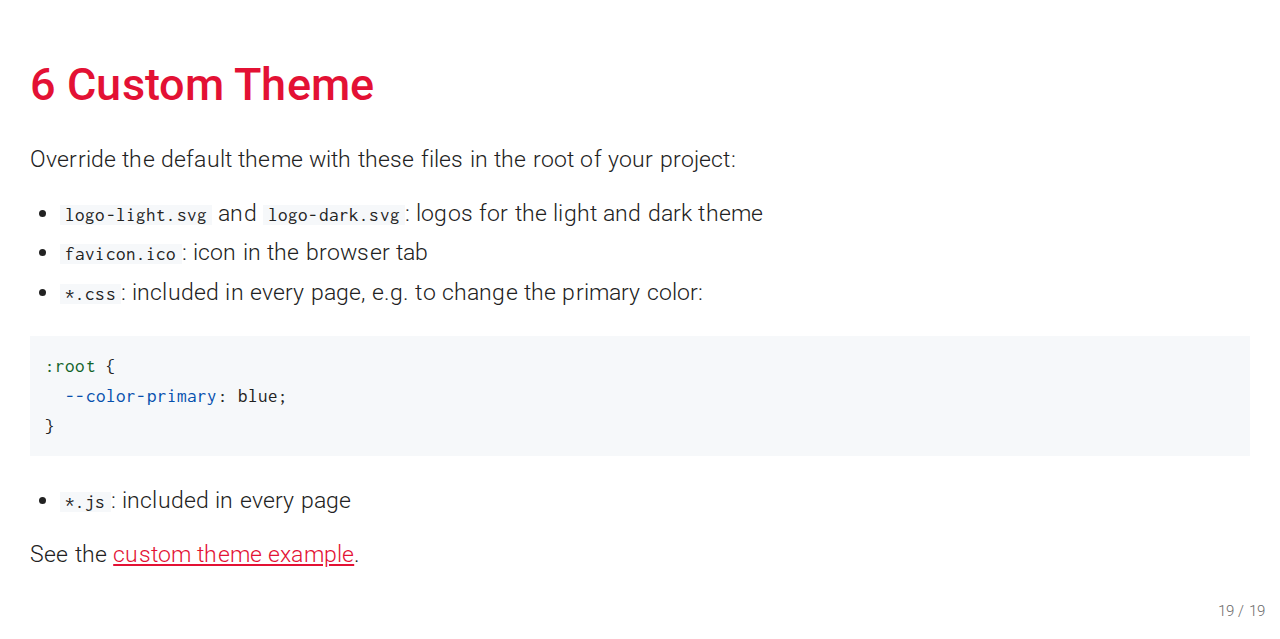 6 Custom Theme
Override the default theme with these files in the root of your project:
• logo-light.svg and logo-dark.svg: logos for the light and dark theme
• favicon.ico: icon in the browser tab
• *.css: included in every page, e.g. to change the primary color:
:root {
  --color-primary: blue;
}
• *.js: included in every page
See the custom theme example.
19 / 19